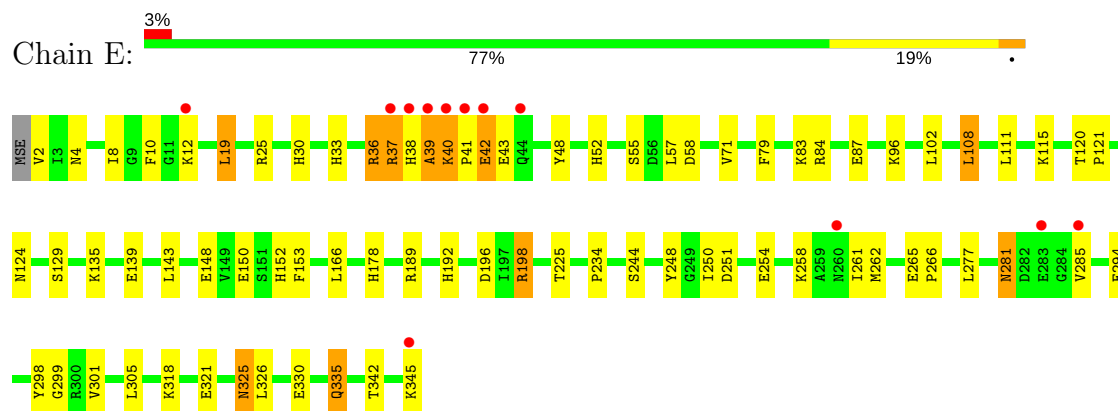 3%
Chain E:
77% 19% •
MSE V2 I3 N4 I8 G9 F10 G11 K12 L19 R25 H30 H33 R36 R37 H38 A39 K40 P41 E42 E43 Q44 Y48 H52 S55 D56 L57 D58 V71 F79 K83 R84 E87 K96 L102 L108 L111 K115 T120 P121
N124 S129 K135 E139 L143 E148 V149 E150 S151 H152 F153 L166 H178 R189 H192 D196 I197 R198 T225 P234 S244 Y248 G249 I250 D251 E254 K258 A259 N260 I261 M262 E265 P266 L277 N281 D282 E283 G284 V285
Y298 G299 R300 V301 L305 K318 E321 N325 L326 E330 Q335 T342 K345